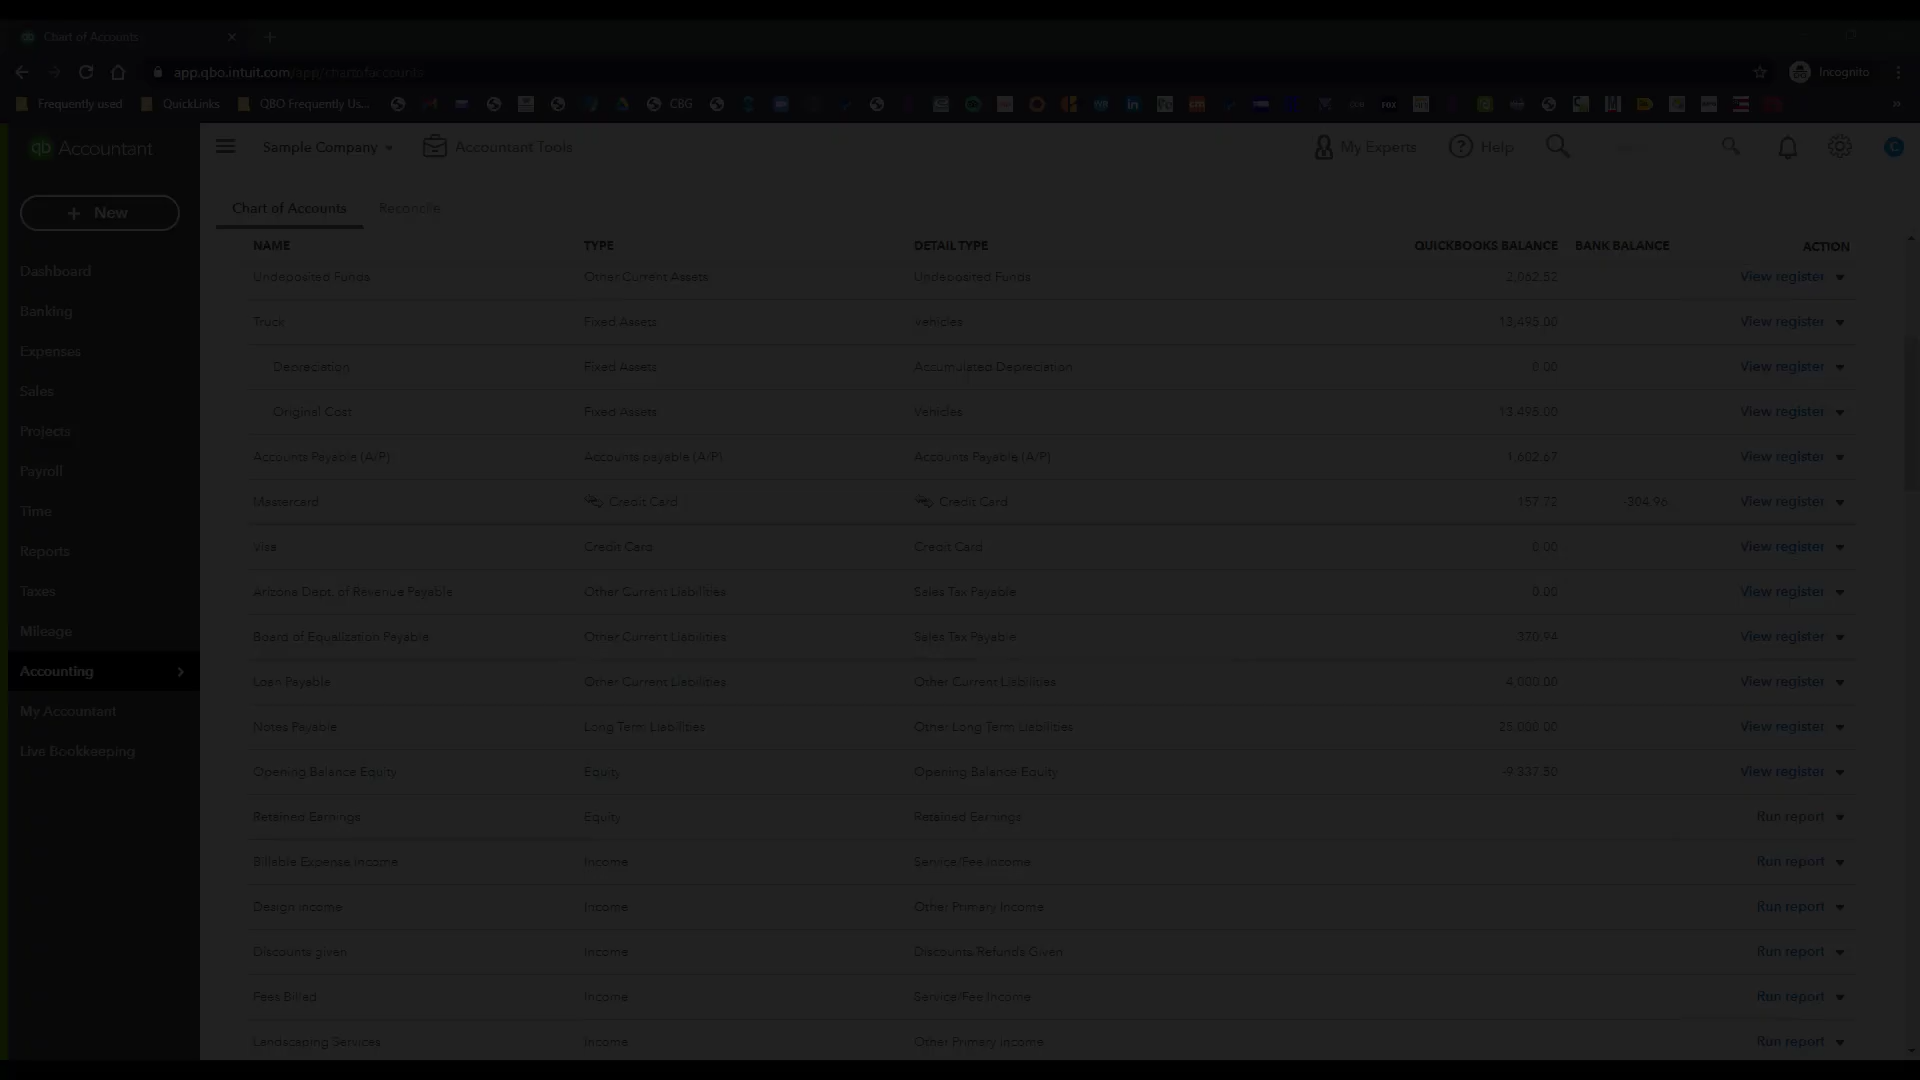 Chart of Accounts
app.qbo.intuit.com/app/chartofaccounts
Incognito
Frequently used QuickLinks QBO Frequently Us... CBG
qb Accountant
Sample Company Accountant Tools My Experts Help
+ New
Chart of Accounts Reconcile
NAME TYPE DETAIL TYPE QUICKBOOKS BALANCE BANK BALANCE ACTION
Undeposited Funds Other Current Assets Undeposited Funds 2,062.52 View register
Truck Fixed Assets Vehicles 13,495.00 View register
Depreciation Fixed Assets Accumulated Depreciation 0.00 View register
Original Cost Fixed Assets Vehicles 13,495.00 View register
Accounts Payable (A/P) Accounts payable (A/P) Accounts Payable (A/P) 1,602.67 View register
Mastercard Credit Card Credit Card 157.72 -304.96 View register
Visa Credit Card Credit Card 0.00 View register
Arizona Dept. of Revenue Payable Other Current Liabilities Sales Tax Payable 0.00 View register
Board of Equalization Payable Other Current Liabilities Sales Tax Payable 370.94 View register
Loan Payable Other Current Liabilities Other Current Liabilities 4,000.00 View register
Notes Payable Long Term Liabilities Other Long Term Liabilities 25,000.00 View register
Opening Balance Equity Equity Opening Balance Equity -9,337.50 View register
Retained Earnings Equity Retained Earnings Run report
Billable Expense Income Income Service/Fee Income Run report
Design income Income Other Primary Income Run report
Discounts given Income Discounts/Refunds Given Run report
Fees Billed Income Service/Fee Income Run report
Landscaping Services Income Other Primary Income Run report
Dashboard
Banking
Expenses
Sales
Projects
Payroll
Time
Reports
Taxes
Mileage
Accounting
My Accountant
Live Bookkeeping